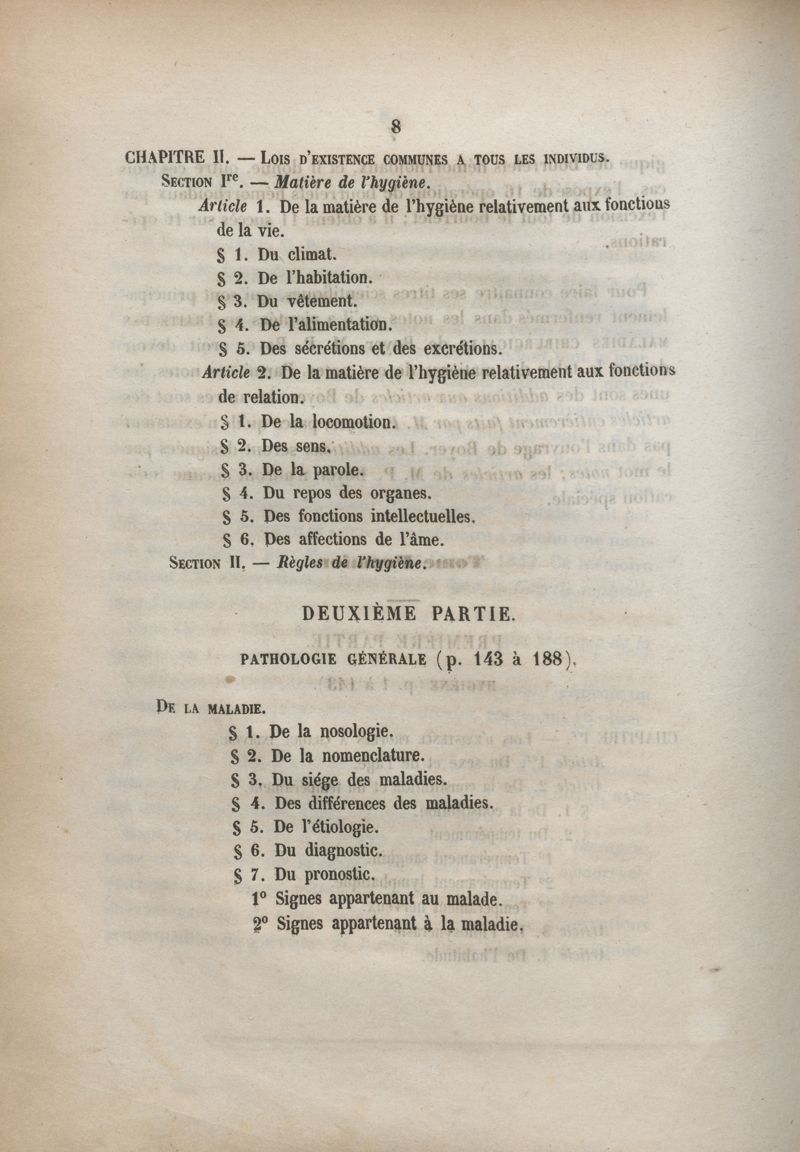 8
CHAPITRE II. — Lois d'existence communes a tous les individus.
Section Ire. — Matière de l'hygiène.
Article 1. De la matière de l'hygiène relativement aux fonctions
de la vie.
§ 1. Du climat.
§ 2. De l'habitation.
§ 3. Du vêtement.
§ 4. De l'alimentation.
§ 5. Des sécrétions et des excrétions.
Article 2. De la matière de l'hygiène relativement aux fonctions
de relation.
§ 1. De la locomotion.
§ 2. Des sens.
§ 3. De la parole.
§ 4. Du repos des organes.
§ 5. Des fonctions intellectuelles.
§ 6. Des affections de l'âme.
Section II. — Règles de l'hygiène.
DEUXIÈME PARTIE.
PATHOLOGIE GÉNÉRALE (p. 143 à 188).
De la maladie.
§ 1. De la nosologie.
§ 2. De la nomenclature.
§ 3. Du siége des maladies.
§ 4. Des différences des maladies.
§ 5. De l'étiologie.
§ 6. Du diagnostic.
§ 7. Du pronostic.
1o Signes appartenant au malade.
2o Signes appartenant à la maladie.